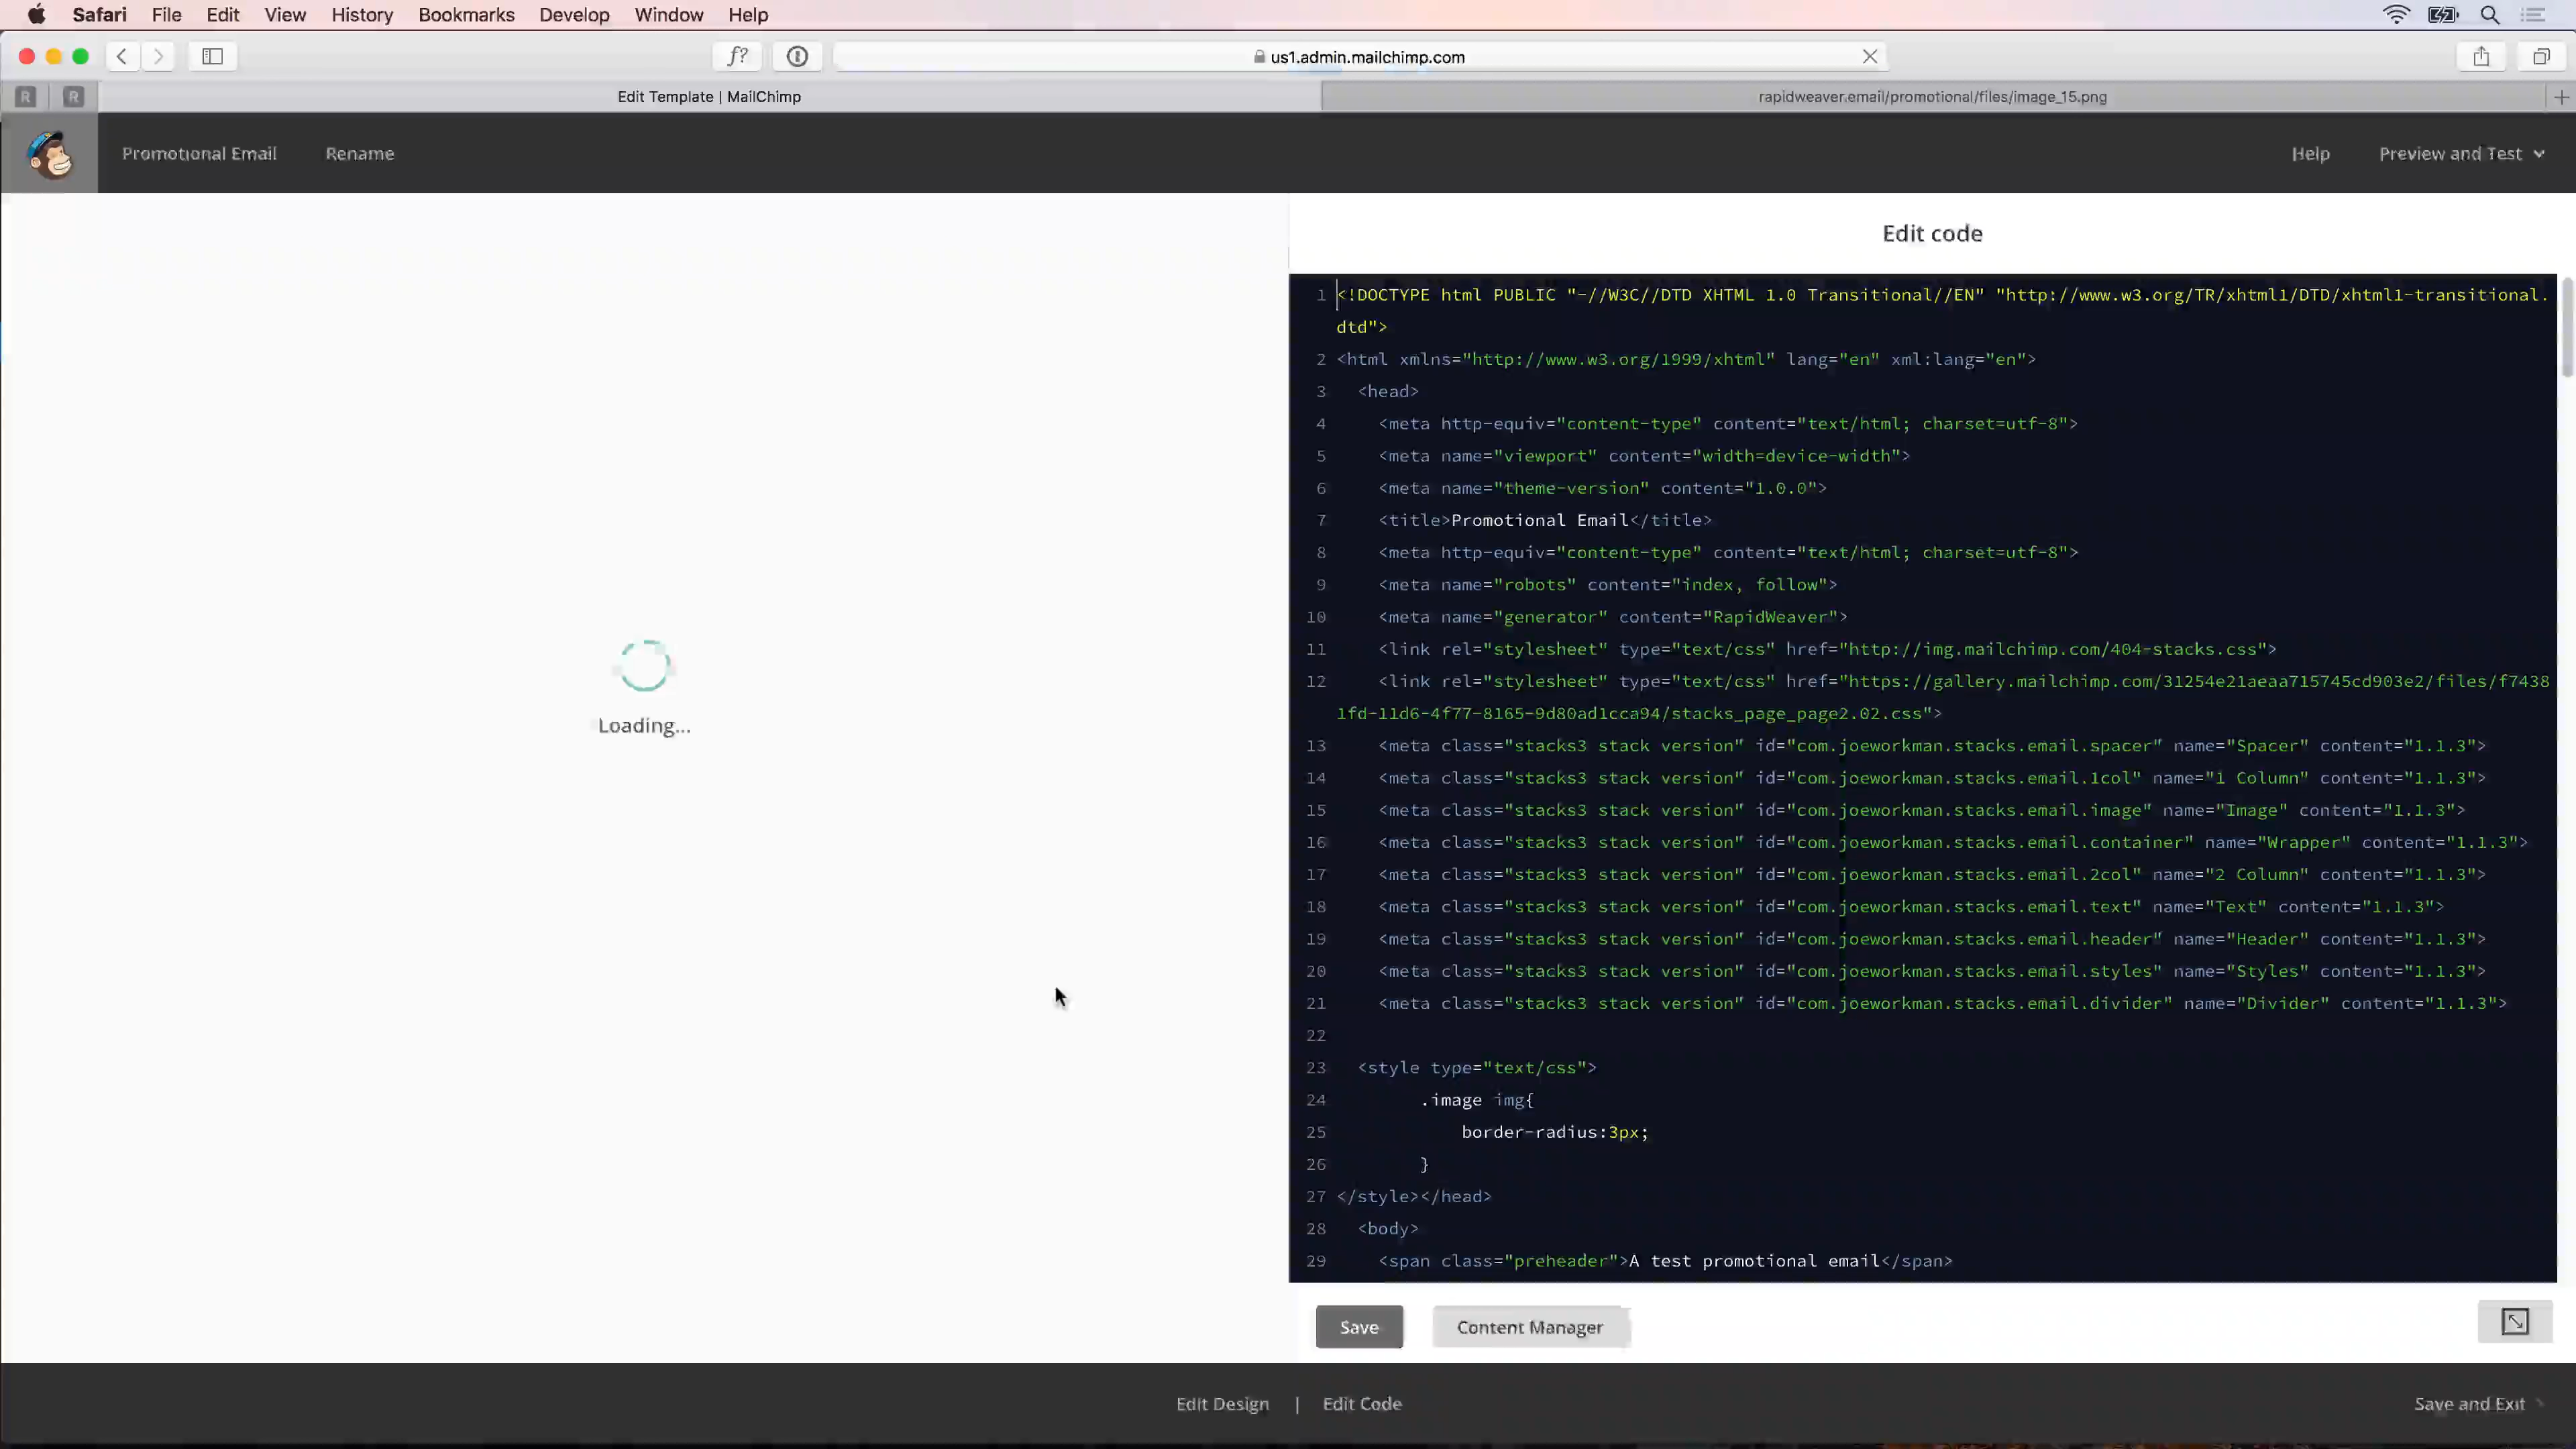 Safari File Edit View History Bookmarks Develop Window Help
f? us1.admin.mailchimp.com
R R Edit Template | MailChimp rapidweaver.email/promotional/files/image_15.png
Promotional Email Rename Help Preview and Test
Loading...
Edit code
1 <!DOCTYPE html PUBLIC "-//W3C//DTD XHTML 1.0 Transitional//EN" "http://www.w3.org/TR/xhtml1/DTD/xhtml1-transitional.
dtd">
2 <html xmlns="http://www.w3.org/1999/xhtml" lang="en" xml:lang="en">
3 <head>
4 <meta http-equiv="content-type" content="text/html; charset=utf-8">
5 <meta name="viewport" content="width=device-width">
6 <meta name="theme-version" content="1.0.0">
7 <title>Promotional Email</title>
8 <meta http-equiv="content-type" content="text/html; charset=utf-8">
9 <meta name="robots" content="index, follow">
10 <meta name="generator" content="RapidWeaver">
11 <link rel="stylesheet" type="text/css" href="http://img.mailchimp.com/404-stacks.css">
12 <link rel="stylesheet" type="text/css" href="https://gallery.mailchimp.com/31254e21aeaa715745cd903e2/files/f7438
1fd-11d6-4f77-8165-9d80ad1cca94/stacks_page_page2.02.css">
13 <meta class="stacks3 stack version" id="com.joeworkman.stacks.email.spacer" name="Spacer" content="1.1.3">
14 <meta class="stacks3 stack version" id="com.joeworkman.stacks.email.1col" name="1 Column" content="1.1.3">
15 <meta class="stacks3 stack version" id="com.joeworkman.stacks.email.image" name="Image" content="1.1.3">
16 <meta class="stacks3 stack version" id="com.joeworkman.stacks.email.container" name="Wrapper" content="1.1.3">
17 <meta class="stacks3 stack version" id="com.joeworkman.stacks.email.2col" name="2 Column" content="1.1.3">
18 <meta class="stacks3 stack version" id="com.joeworkman.stacks.email.text" name="Text" content="1.1.3">
19 <meta class="stacks3 stack version" id="com.joeworkman.stacks.email.header" name="Header" content="1.1.3">
20 <meta class="stacks3 stack version" id="com.joeworkman.stacks.email.styles" name="Styles" content="1.1.3">
21 <meta class="stacks3 stack version" id="com.joeworkman.stacks.email.divider" name="Divider" content="1.1.3">
22
23 <style type="text/css">
24 .image img{
25 border-radius:3px;
26 }
27 </style></head>
28 <body>
29 <span class="preheader">A test promotional email</span>
Save Content Manager
Edit Design | Edit Code Save and Exit